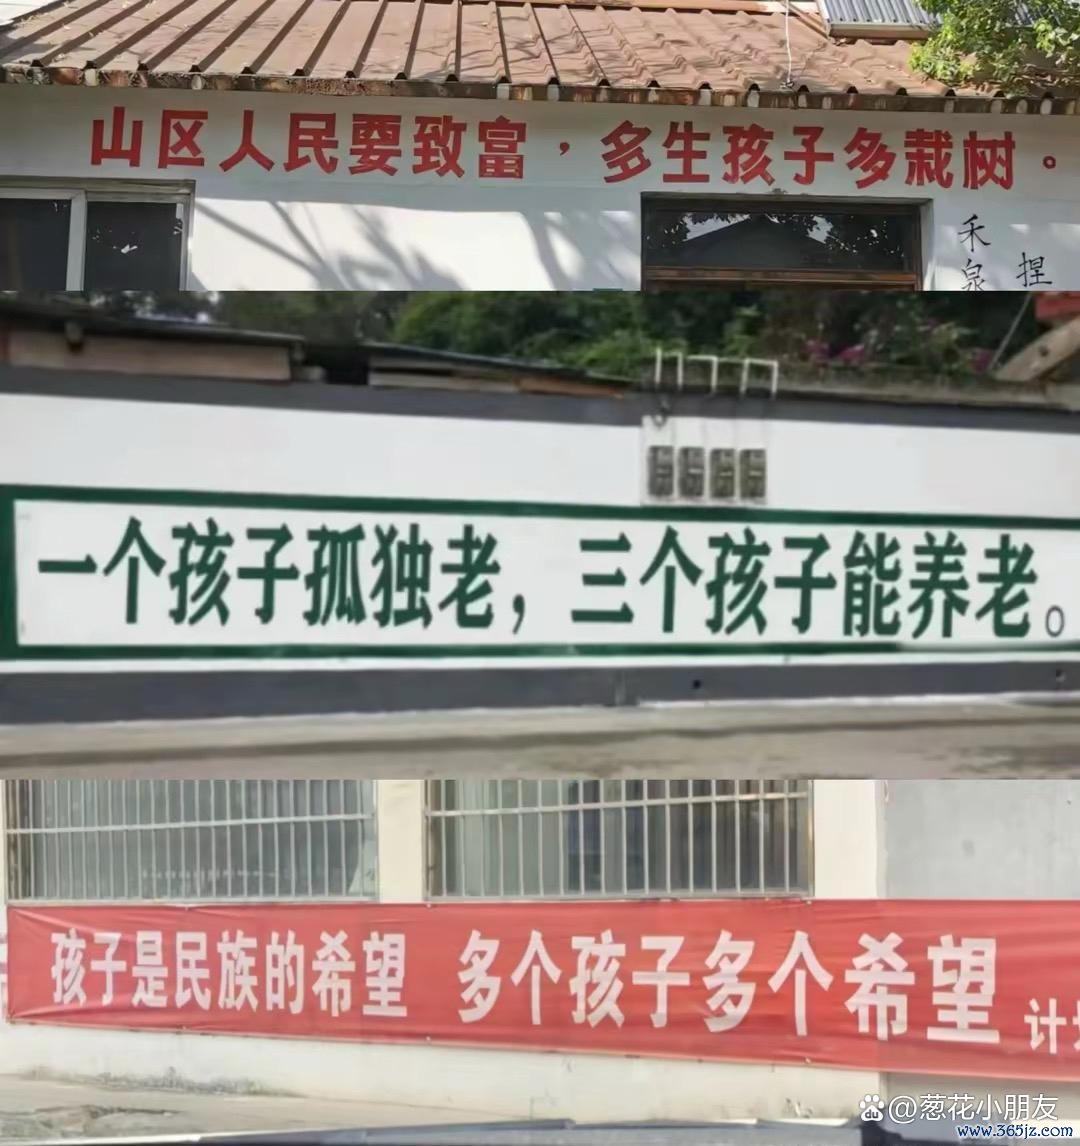 山区人民要致富，多生孩子多栽树。
禾泉
捏
一个孩子孤独老，三个孩子能养老。
孩子是民族的希望 多个孩子多个希望
计
@葱花小朋友
www.365jz.com